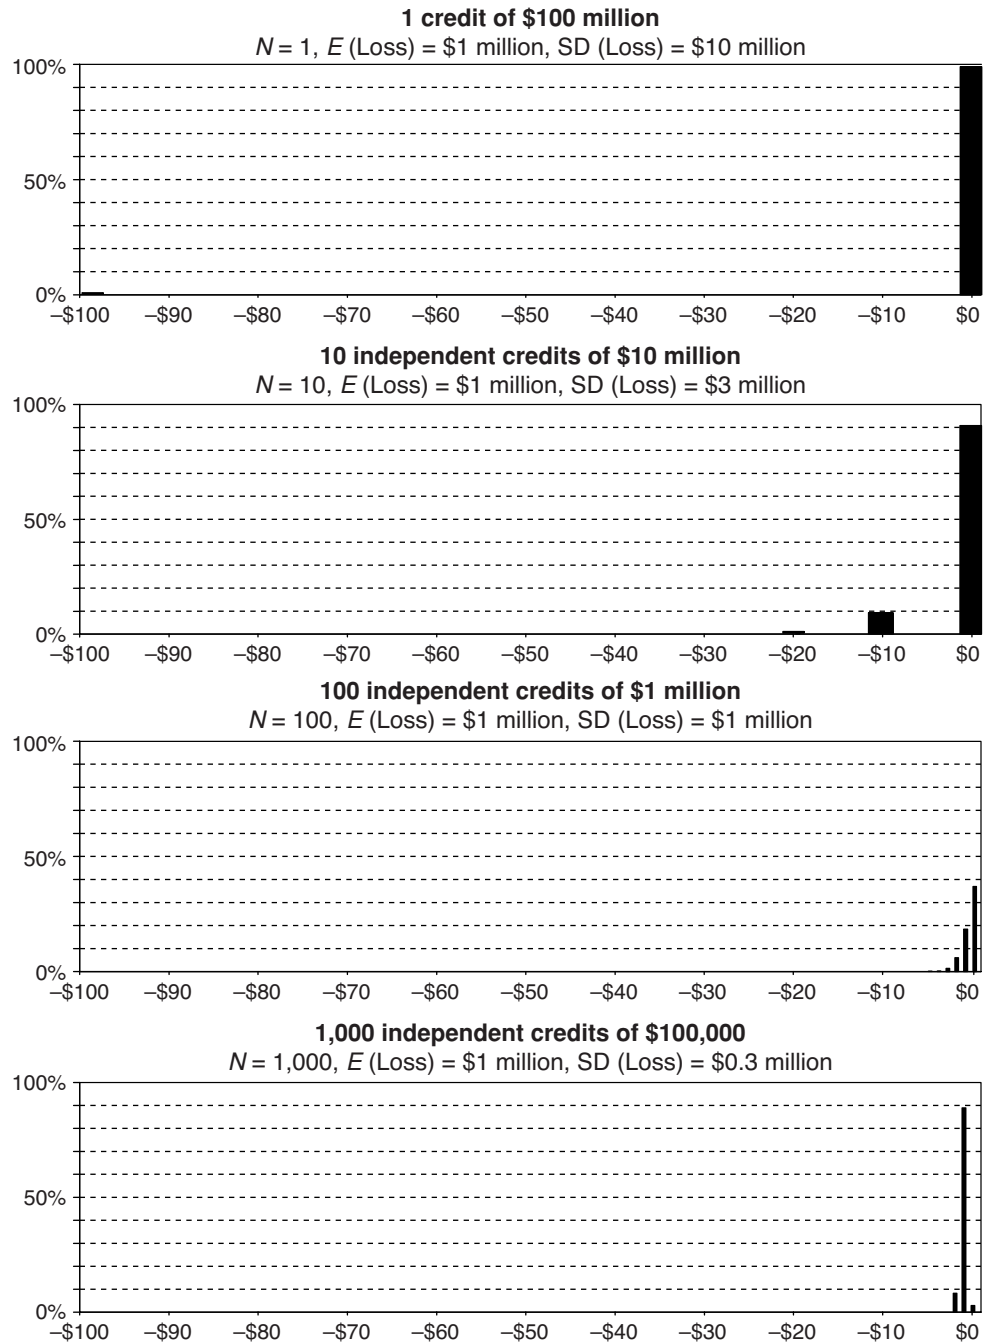 1 credit of $100 million
N = 1, E (Loss) = $1 million, SD (Loss) = $10 million
100%
50%
0%
–$100 –$90 –$80 –$70 –$60 –$50 –$40 –$30 –$20 –$10 $0
10 independent credits of $10 million
N = 10, E (Loss) = $1 million, SD (Loss) = $3 million
100%
50%
0%
–$100 –$90 –$80 –$70 –$60 –$50 –$40 –$30 –$20 –$10 $0
100 independent credits of $1 million
N = 100, E (Loss) = $1 million, SD (Loss) = $1 million
100%
50%
0%
–$100 –$90 –$80 –$70 –$60 –$50 –$40 –$30 –$20 –$10 $0
1,000 independent credits of $100,000
N = 1,000, E (Loss) = $1 million, SD (Loss) = $0.3 million
100%
50%
0%
–$100 –$90 –$80 –$70 –$60 –$50 –$40 –$30 –$20 –$10 $0